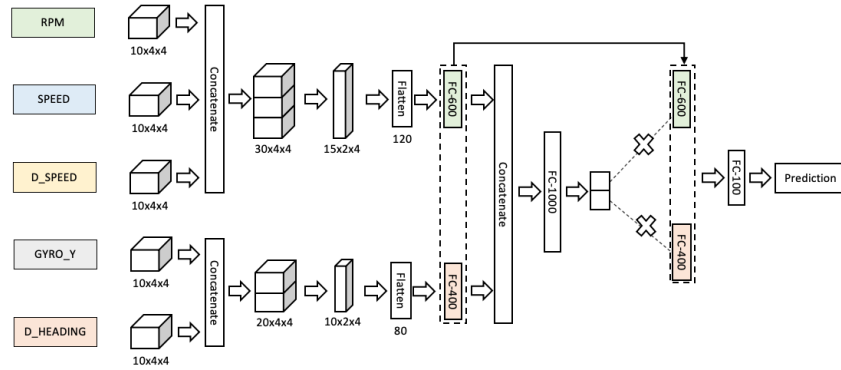 RPM
10x4x4
SPEED
10x4x4
D_SPEED
10x4x4
Concatenate
30x4x4
15x2x4
Flatten
120
FC-600
GYRO_Y
10x4x4
D_HEADING
10x4x4
Concatenate
20x4x4
10x2x4
Flatten
80
FC-400
Concatenate
FC-1000
FC-600
FC-400
FC-100
Prediction